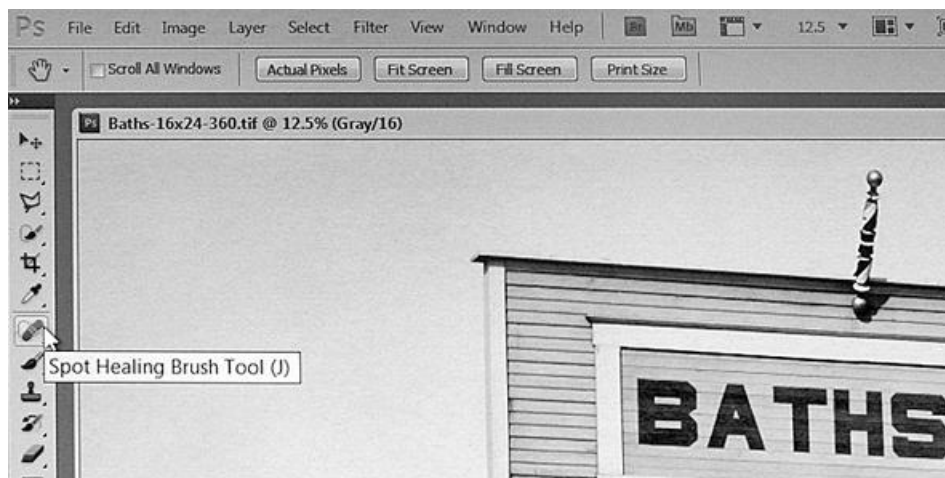 Ps File Edit Image Layer Select Filter View Window Help Br Mb 12.5
Scroll All Windows Actual Pixels Fit Screen Fill Screen Print Size
Ps Baths-16x24-360.tif @ 12.5% (Gray/16)
Spot Healing Brush Tool (J)
BATHS